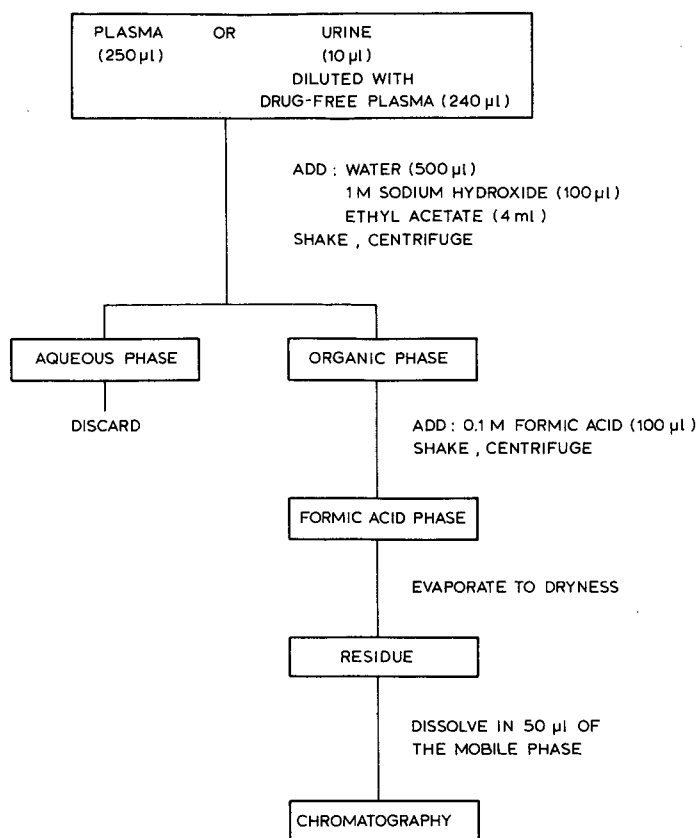 PLASMA OR URINE
(250 µl) (10 µl)
DILUTED WITH
DRUG-FREE PLASMA (240 µl)
ADD : WATER (500 µl)
1 M SODIUM HYDROXIDE (100 µl)
ETHYL ACETATE (4 ml)
SHAKE , CENTRIFUGE
AQUEOUS PHASE
ORGANIC PHASE
DISCARD
ADD : 0.1 M FORMIC ACID (100 µl)
SHAKE , CENTRIFUGE
FORMIC ACID PHASE
EVAPORATE TO DRYNESS
RESIDUE
DISSOLVE IN 50 µl OF
THE MOBILE PHASE
CHROMATOGRAPHY